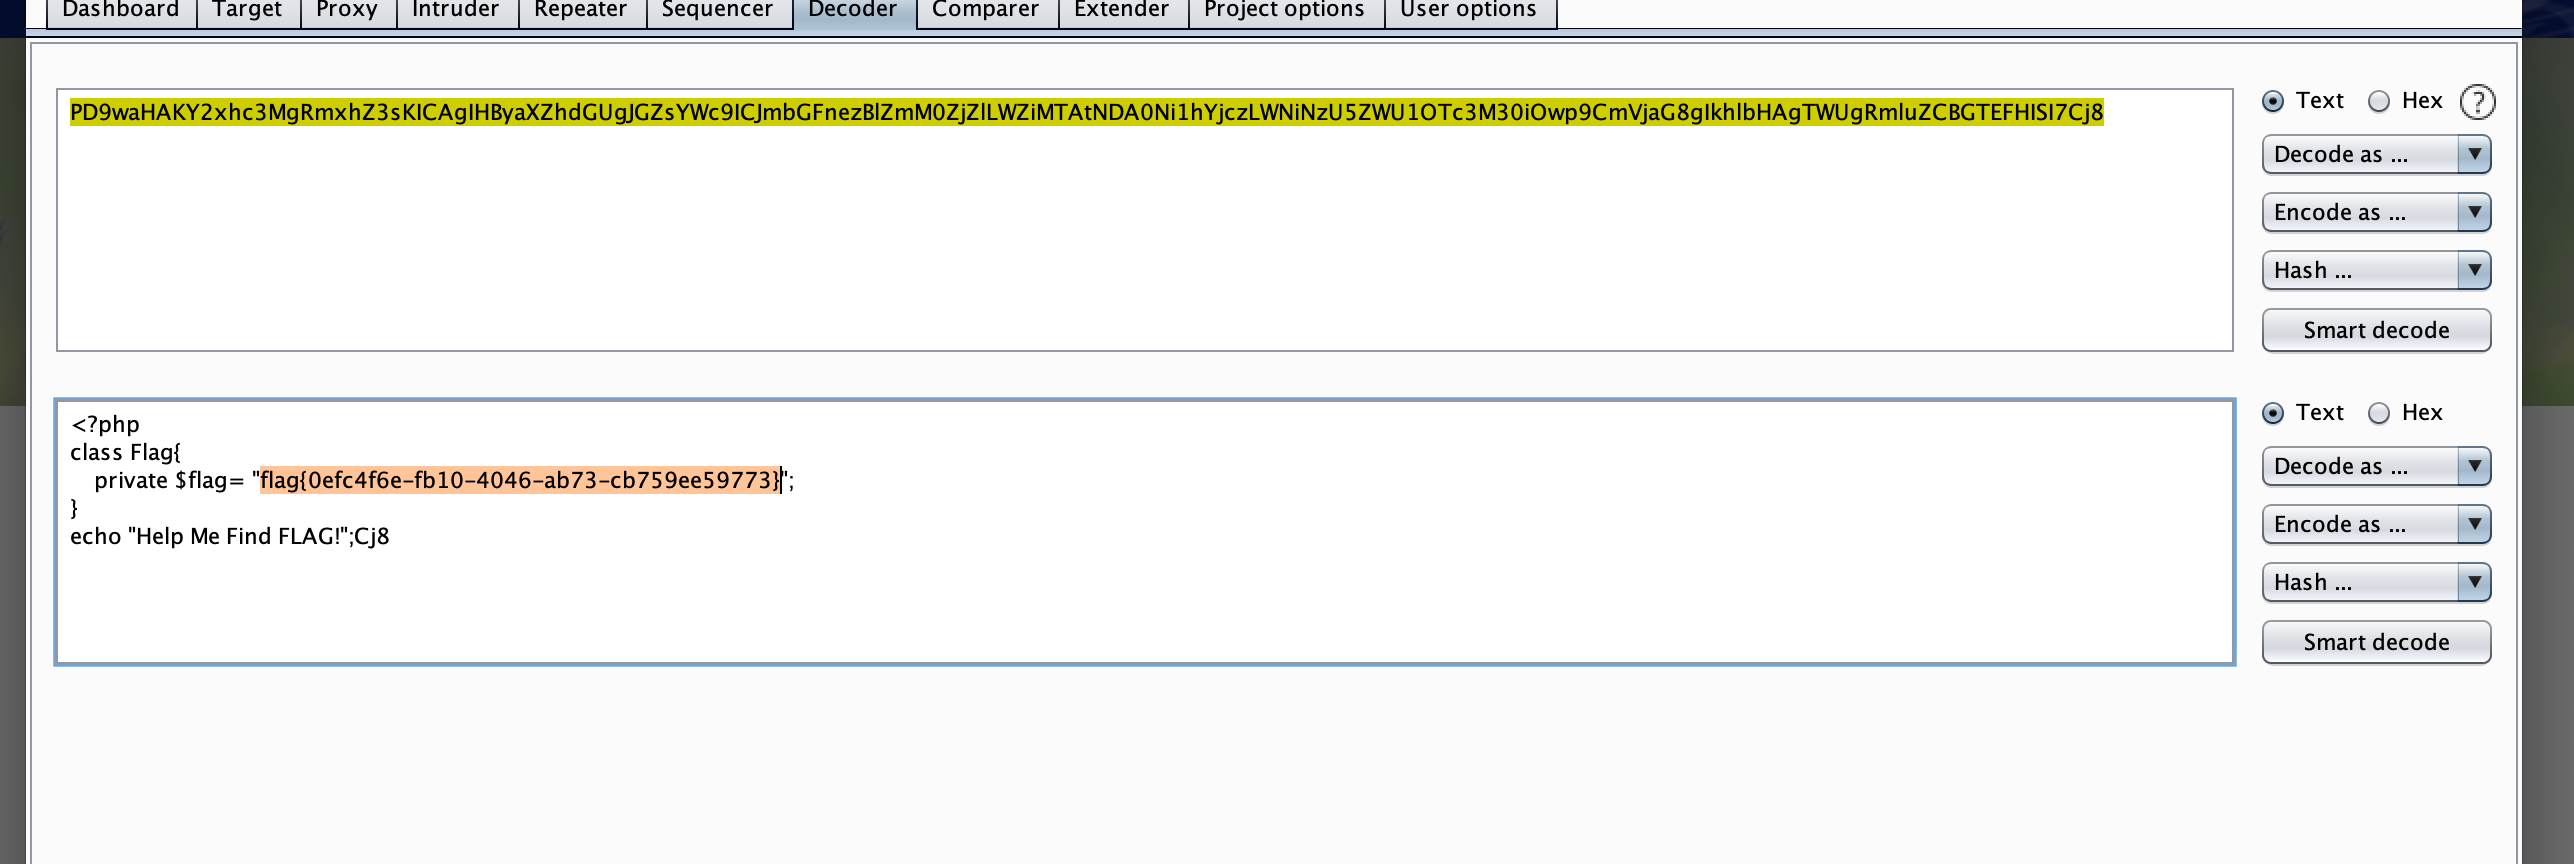 Dashboard Target Proxy Intruder Repeater Sequencer Decoder Comparer Extender Project options User options
PD9waHAKY2xhc3MgRmxhZ3sKICAgIHByaXZhdGUgJGZsYWc9ICJmbGFnezBlZmM0ZjZlLWZiMTAtNDA0Ni1hYjczLWNiNzU5ZWU1OTc3M30iOwp9CmVjaG8gIkhlbHAgTWUgRmluZCBGTEFHISI7Cj8
Text Hex ?
Decode as ...
Encode as ...
Hash ...
Smart decode
<?php
class Flag{
    private $flag= "flag{0efc4f6e-fb10-4046-ab73-cb759ee59773}";
}
echo "Help Me Find FLAG!";Cj8
Text Hex
Decode as ...
Encode as ...
Hash ...
Smart decode